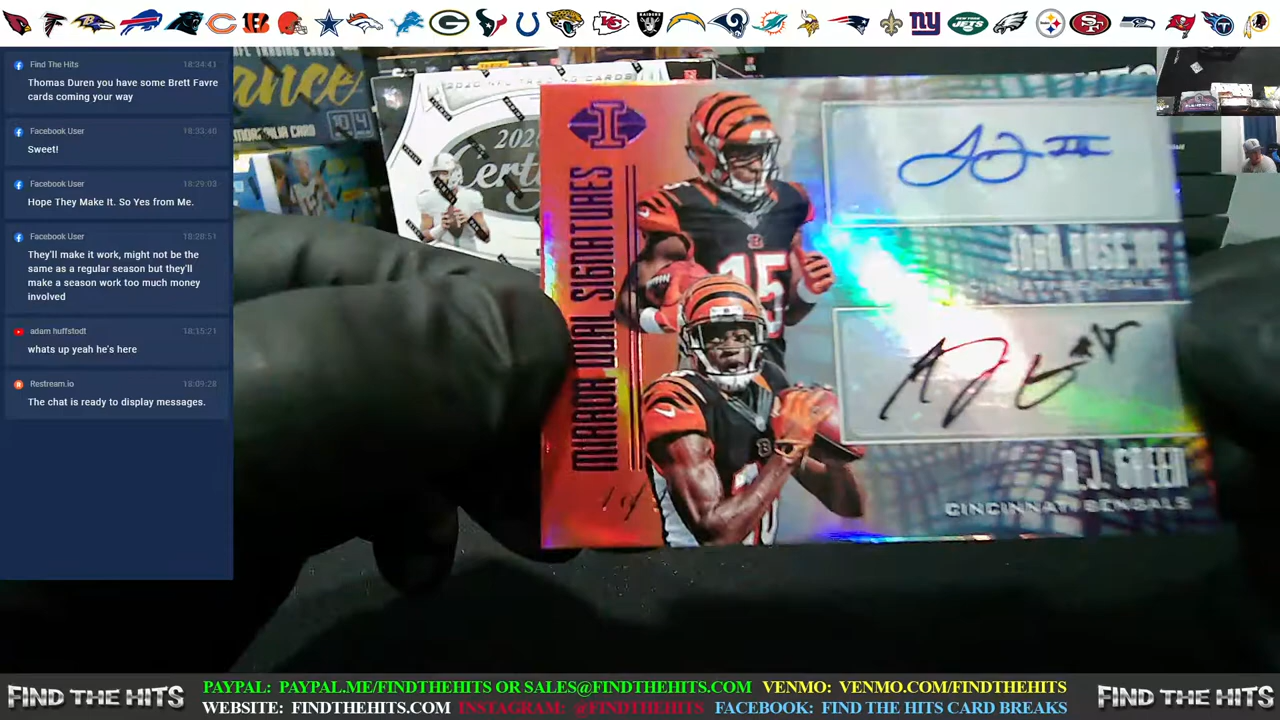 Find The Hits 18:34:41
Thomas Duren you have some Brett Favre
cards coming your way
Facebook User 18:33:40
Sweet!
Facebook User 18:29:03
Hope They Make It. So Yes from Me.
Facebook User 18:20:51
They'll make it work, might not be the
same as a regular season but they'll
make a season work too much money
involved
adam huffstodt 18:15:21
whats up yeah he's here
Restream.io 18:09:28
The chat is ready to display messages.
2020 NFL TRADING CARDS
I
MIRROR DUAL SIGNATURES
CINCINNATI BENGALS
A.J. GREEN
CINCINNATI BENGALS
FIND THE HITS
PAYPAL: PAYPAL.ME/FINDTHEHITS OR SALES@FINDTHEHITS.COM VENMO: VENMO.COM/FINDTHEHITS
WEBSITE: FINDTHEHITS.COM INSTAGRAM: @FINDTHEHITS FACEBOOK: FIND THE HITS CARD BREAKS
FIND THE HITS